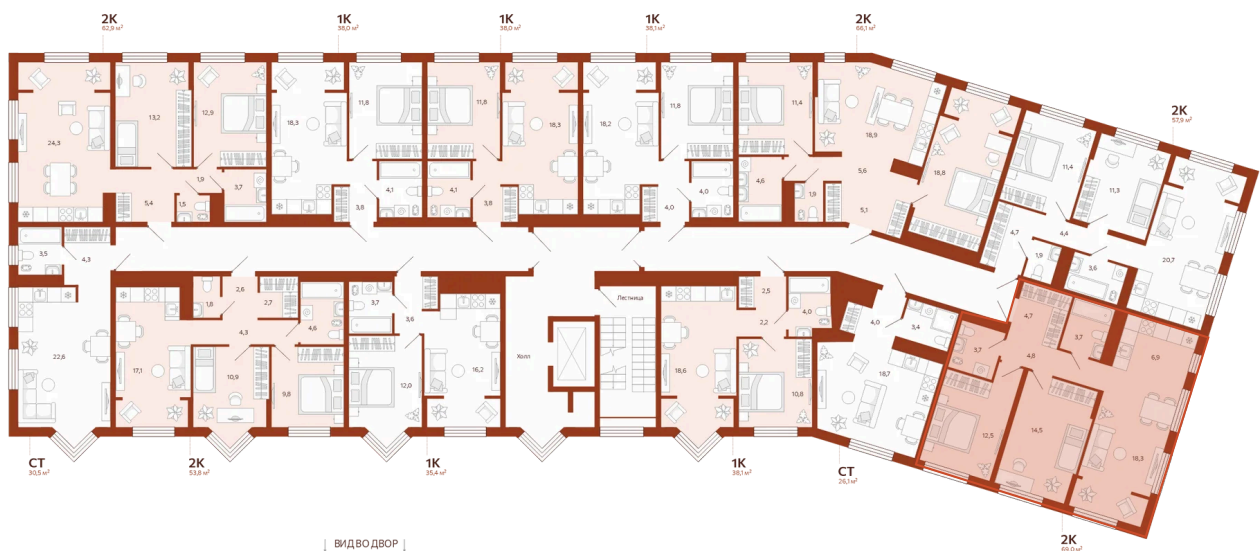 2К
62,9 м²
1К
38,0 м²
1К
38,0 м²
1К
38,1 м²
2К
66,1 м²
2К
57,9 м²
24,3
13,2
12,9
1,9
3,7
1,5
5,4
18,3
11,8
4,1
3,8
11,8
18,3
4,1
3,8
18,2
11,8
4,0
4,0
11,4
4,6
1,9
18,9
5,6
5,1
18,8
11,4
11,3
4,7
4,4
1,9
3,6
20,7
3,5
4,3
22,6
17,1
1,8
2,6
2,7
4,3
4,6
10,9
9,8
3,7
3,6
12,0
16,2
Холл
Лестница
18,6
2,5
2,2
4,0
10,8
4,0
3,4
18,7
3,7
4,7
4,8
3,7
6,9
12,5
14,5
18,3
СТ
30,5 м²
2К
53,8 м²
1К
35,4 м²
1К
38,1 м²
СТ
26,1 м²
2К
69,0 м²
ВИД ВО ДВОР